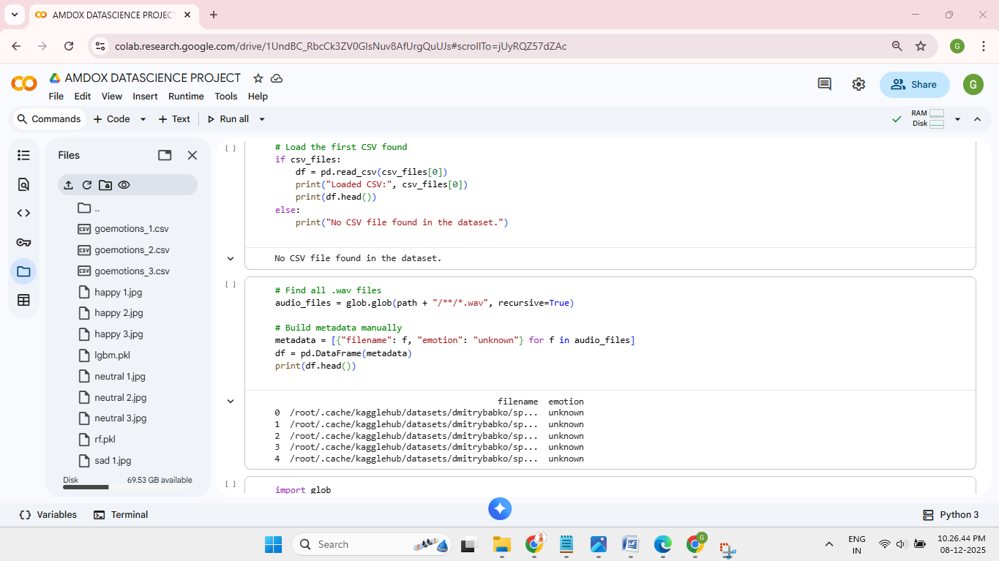 AMDOX DATASCIENCE PROJECT
colab.research.google.com/drive/1UndBC_RbcCk3ZV0GIsNuv8AfUrgQuUJs#scrollTo=jUyRQZ57dZAc
G
AMDOX DATASCIENCE PROJECT
File Edit View Insert Runtime Tools Help
Share
G
Commands + Code + Text Run all
RAM
Disk
Files
..
goemotions_1.csv
goemotions_2.csv
goemotions_3.csv
happy 1.jpg
happy 2.jpg
happy 3.jpg
lgbm.pkl
neutral 1.jpg
neutral 2.jpg
neutral 3.jpg
rf.pkl
sad 1.jpg
Disk 69.53 GB available
[ ]
# Load the first CSV found
if csv_files:
    df = pd.read_csv(csv_files[0])
    print("Loaded CSV:", csv_files[0])
    print(df.head())
else:
    print("No CSV file found in the dataset.")
No CSV file found in the dataset.
[ ]
# Find all .wav files
audio_files = glob.glob(path + "/**/*.wav", recursive=True)
# Build metadata manually
metadata = [{"filename": f, "emotion": "unknown"} for f in audio_files]
df = pd.DataFrame(metadata)
print(df.head())
filename emotion
0 /root/.cache/kagglehub/datasets/dmitrybabko/sp... unknown
1 /root/.cache/kagglehub/datasets/dmitrybabko/sp... unknown
2 /root/.cache/kagglehub/datasets/dmitrybabko/sp... unknown
3 /root/.cache/kagglehub/datasets/dmitrybabko/sp... unknown
4 /root/.cache/kagglehub/datasets/dmitrybabko/sp... unknown
[ ]
import glob
Variables Terminal
Python 3
Search
ENG
IN
10.26.44 PM
08-12-2025